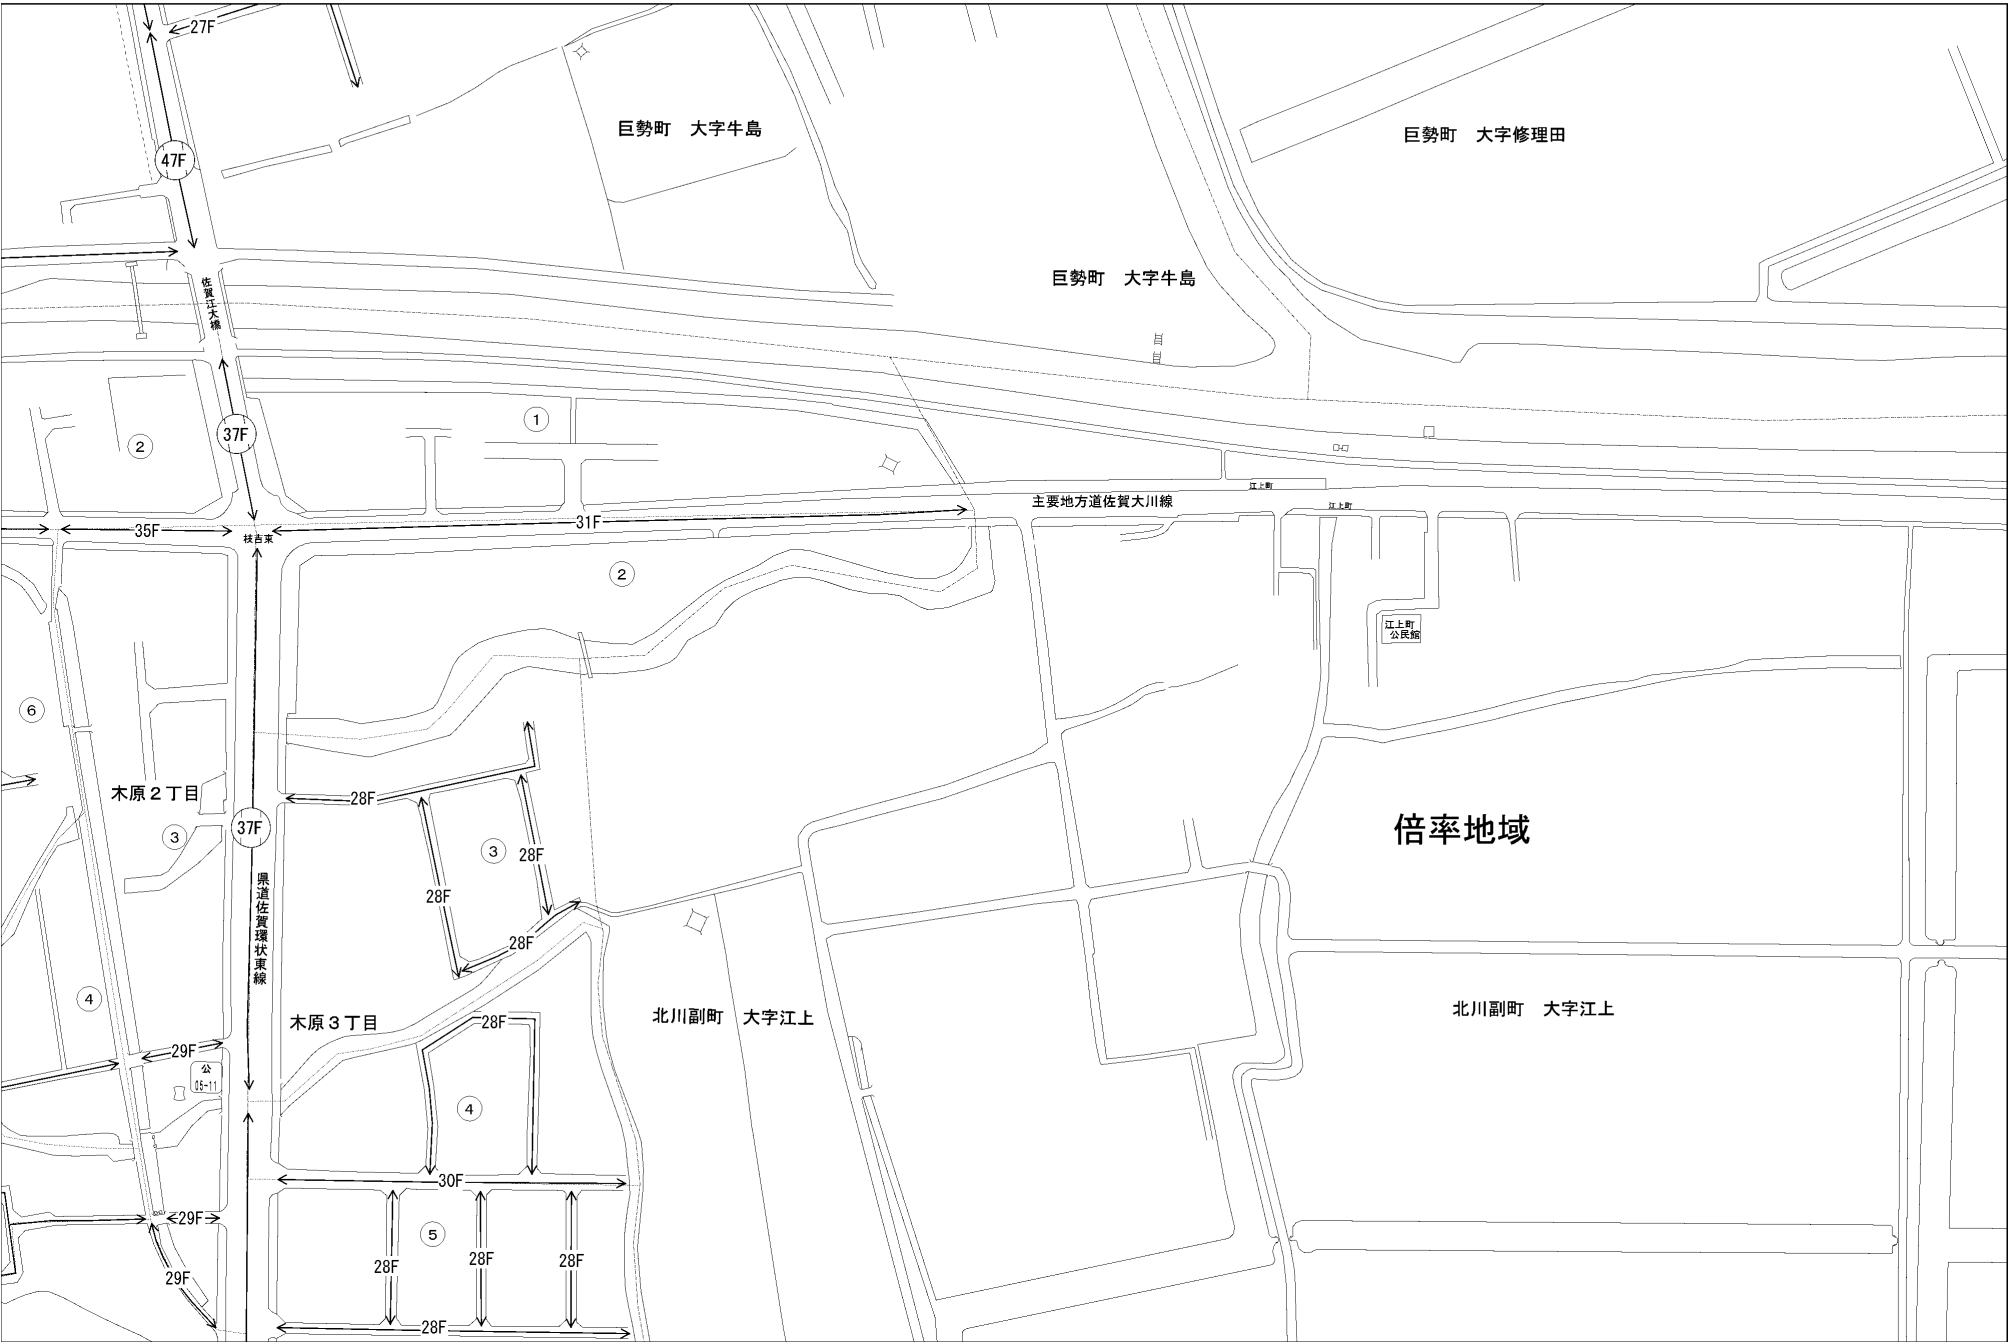 27F
47F
巨勢町　大字牛島
巨勢町　大字修理田
巨勢町　大字牛島
佐賀江大橋
①
37F
②
主要地方道佐賀大川線
江上町
江上町
35F
31F
枝吉東
②
江上町
公民館
⑥
木原2丁目
28F
37F
③
③
28F
28F
倍率地域
県道佐賀環状東線
28F
④
木原3丁目
28F
北川副町　大字江上
北川副町　大字江上
29F
公
05-11
④
30F
29F
⑤
28F
28F
28F
29F
28F